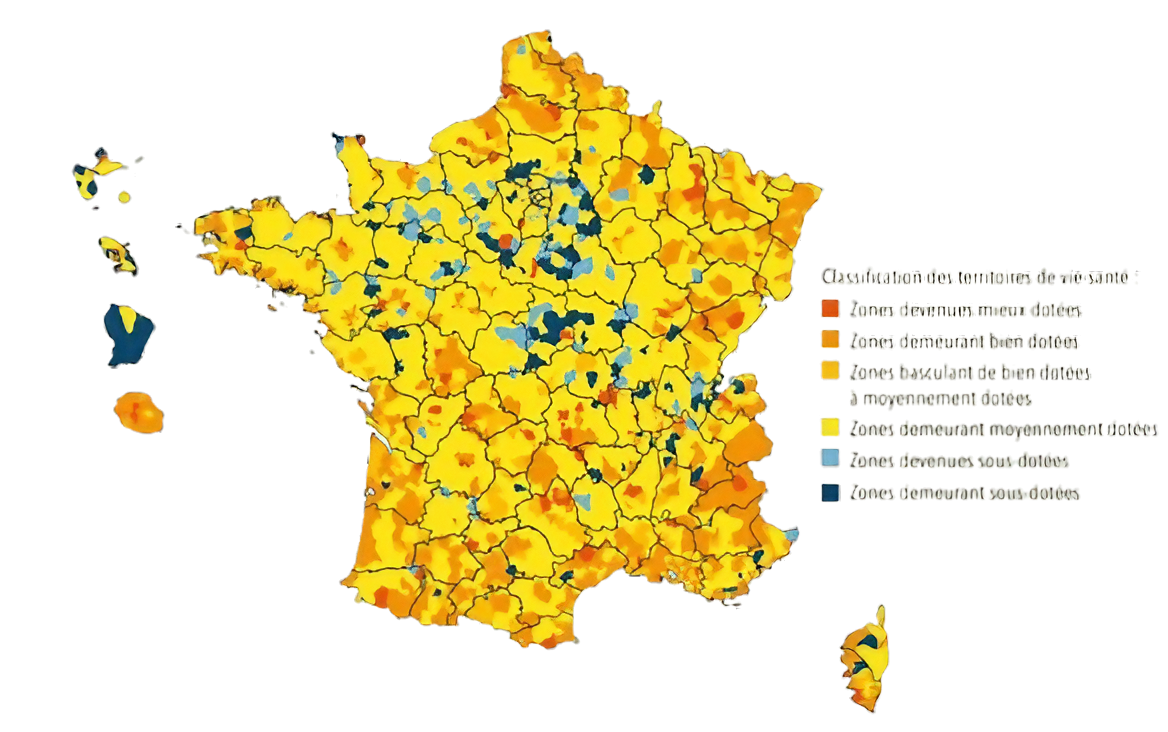 Classification des territoires de vie-santé :
Zones devenues mieux dotées
Zones demeurant bien dotées
Zones basculant de bien dotées
à moyennement dotées
Zones demeurant moyennement dotées
Zones devenues sous-dotées
Zones demeurant sous-dotées